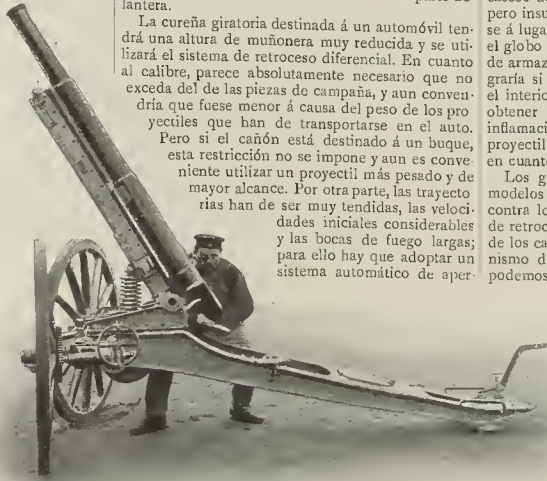 lantera.
La cureña giratoria destinada á un automóvil ten-
drá una altura de muñonera muy reducida y se uti-
lizará el sistema de retroceso diferencial. En cuanto
al calibre, parece absolutamente necesario que no
exceda del de las piezas de campaña, y aun conven-
dría que fuese menor á causa del peso de los pro
yectiles que han de transportarse en el auto.
Pero si el cañón está destinado á un buque,
esta restricción no se impone y aun es conve-
niente utilizar un proyectil más pesado y de
mayor alcance. Por otra parte, las trayecto
rias han de ser muy tendidas, las veloci-
dades iniciales considerables
y las bocas de fuego largas;
para ello hay que adoptar un
sistema automático de aper-
pero insu
se á luga
el globo
de armaz
graría si
el interio
obtener
inflamaci
proyectil
en cuant
Los g
modelos
contra lo
de retroc
de los ca
nismo d
podemos